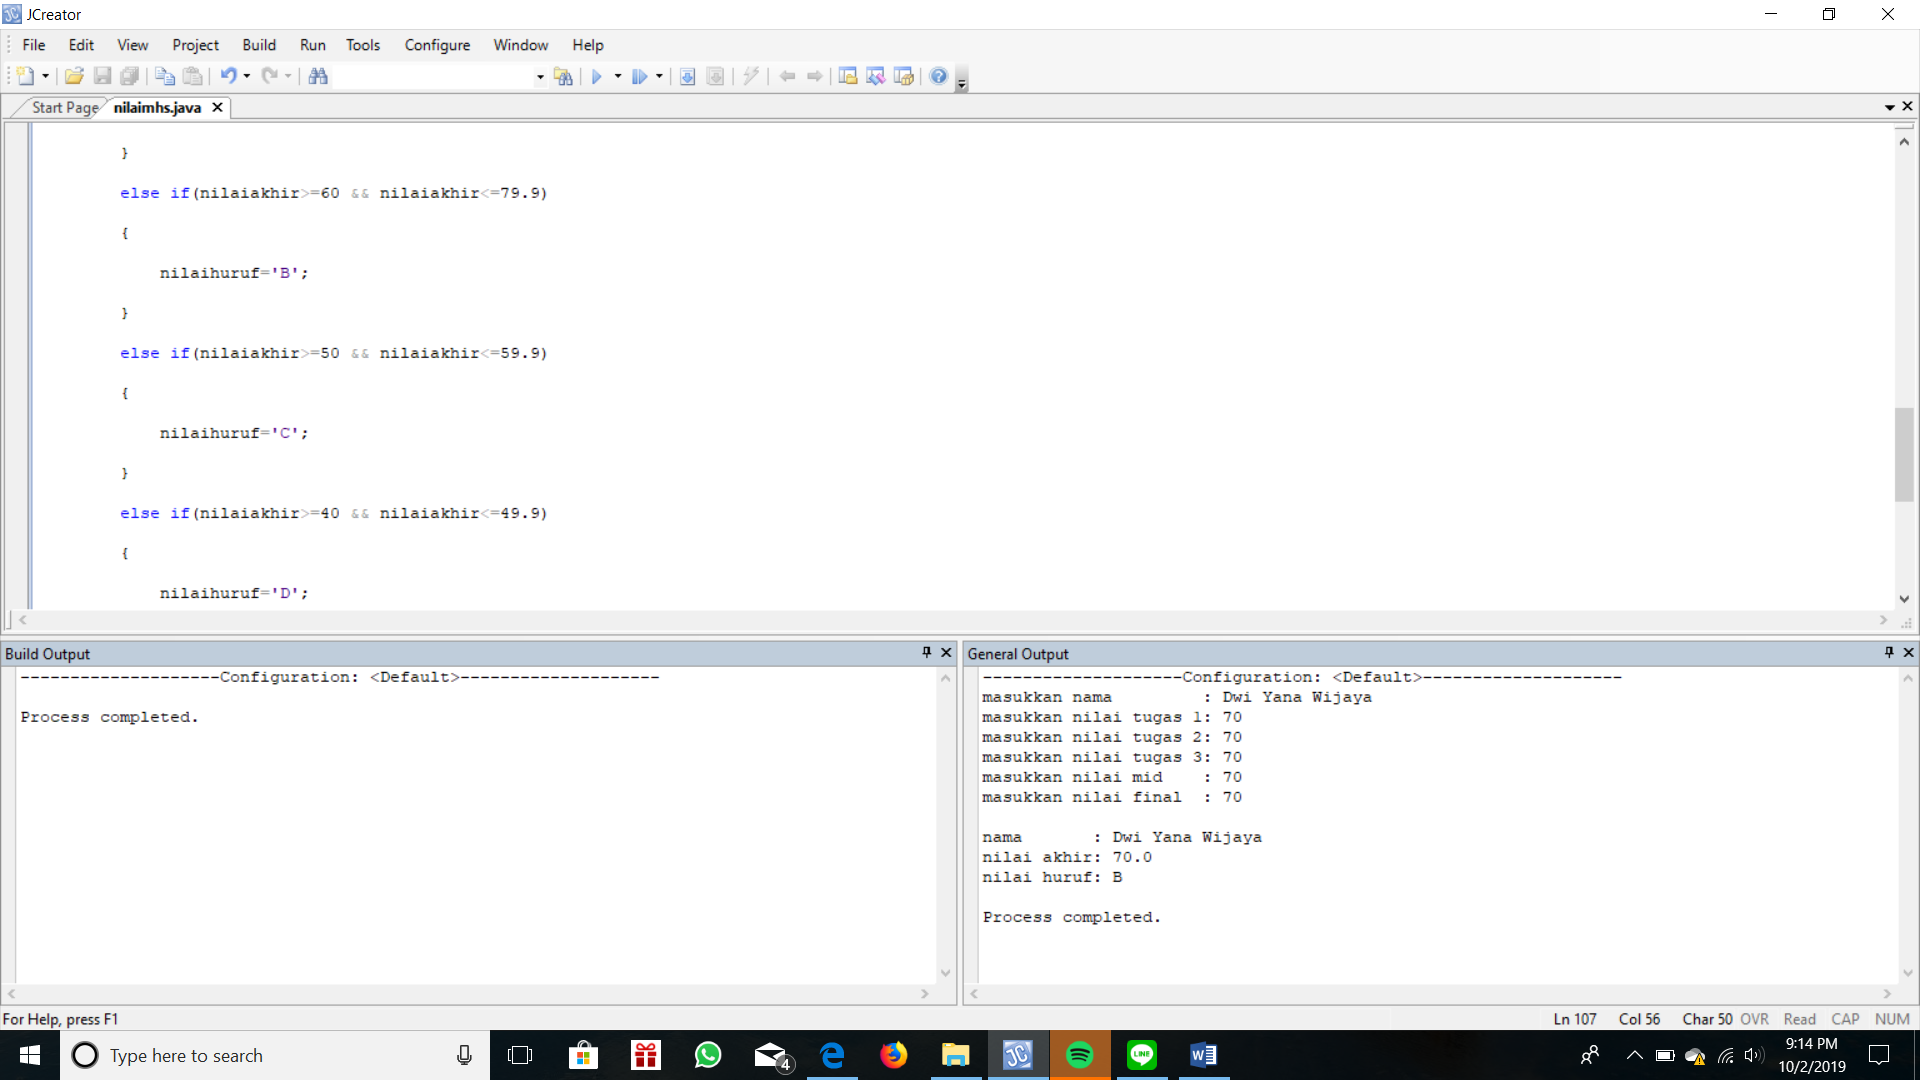 JCreator
File Edit View Project Build Run Tools Configure Window Help
Start Page nilaimhs.java
}
else if(nilaiakhir>=60 && nilaiakhir<=79.9)
{
nilaihuruf='B';
}
else if(nilaiakhir>=50 && nilaiakhir<=59.9)
{
nilaihuruf='C';
}
else if(nilaiakhir>=40 && nilaiakhir<=49.9)
{
nilaihuruf='D';
Build Output
--------------------Configuration: <Default>--------------------
Process completed.
General Output
--------------------Configuration: <Default>--------------------
masukkan nama : Dwi Yana Wijaya
masukkan nilai tugas 1: 70
masukkan nilai tugas 2: 70
masukkan nilai tugas 3: 70
masukkan nilai mid : 70
masukkan nilai final : 70
nama : Dwi Yana Wijaya
nilai akhir: 70.0
nilai huruf: B
Process completed.
For Help, press F1
Ln 107 Col 56 Char 50 OVR Read CAP NUM
Type here to search
4
JC
LINE
9:14 PM
10/2/2019